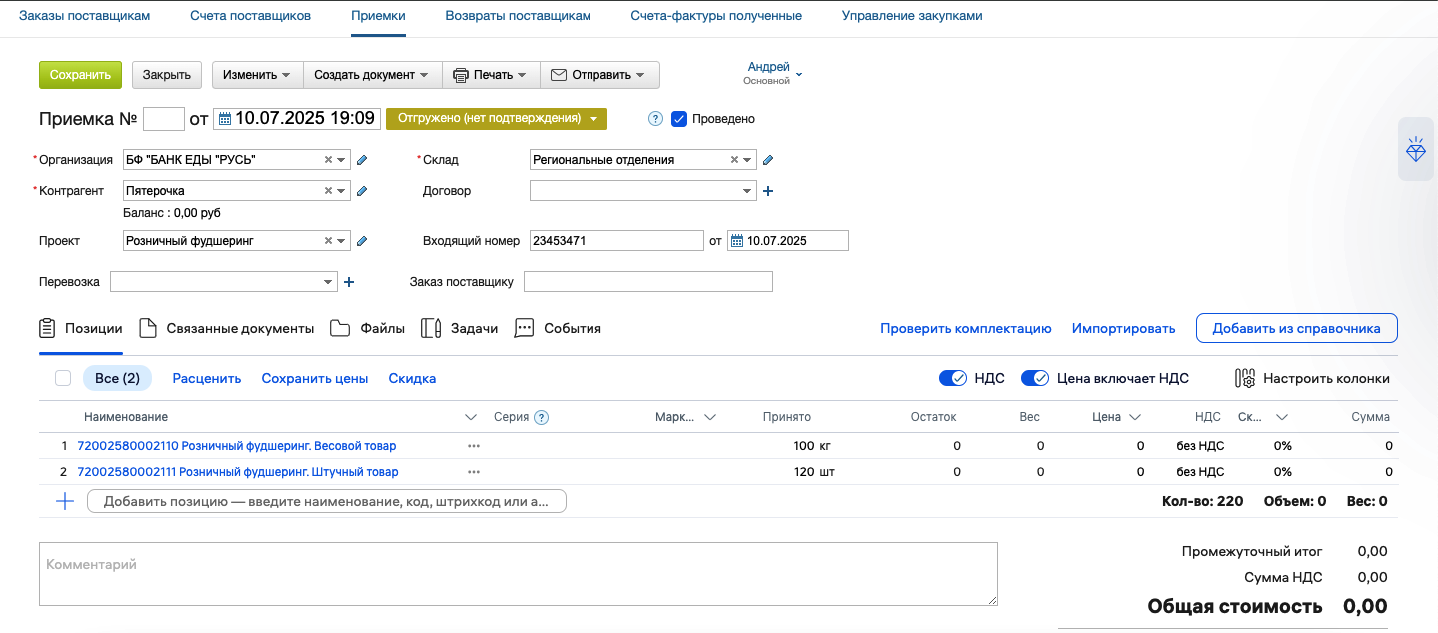 Заказы поставщикам Счета поставщиков Приемки Возвраты поставщикам Счета-фактуры полученные Управление закупками
Сохранить Закрыть Изменить Создать документ Печать Отправить Андрей
Основной
Приемка № от 10.07.2025 19:09 Отгружено (нет подтверждения) ? Проведено
*Организация БФ "БАНК ЕДЫ "РУСЬ" *Склад Региональные отделения
*Контрагент Пятерочка Договор
Баланс : 0,00 руб
Проект Розничный фудшеринг Входящий номер 23453471 от 10.07.2025
Перевозка Заказ поставщику
Позиции Связанные документы Файлы Задачи События Проверить комплектацию Импортировать Добавить из справочника
Все (2) Расценить Сохранить цены Скидка НДС Цена включает НДС Настроить колонки
Наименование Серия ? Марк... Принято Остаток Вес Цена НДС Ск... Сумма
1 72002580002110 Розничный фудшеринг. Весовой товар ... 100 кг 0 0 0 без НДС 0% 0
2 72002580002111 Розничный фудшеринг. Штучный товар ... 120 шт 0 0 0 без НДС 0% 0
Добавить позицию — введите наименование, код, штрихкод или а... Кол-во: 220 Объем: 0 Вес: 0
Комментарий
Промежуточный итог 0,00
Сумма НДС 0,00
Общая стоимость 0,00